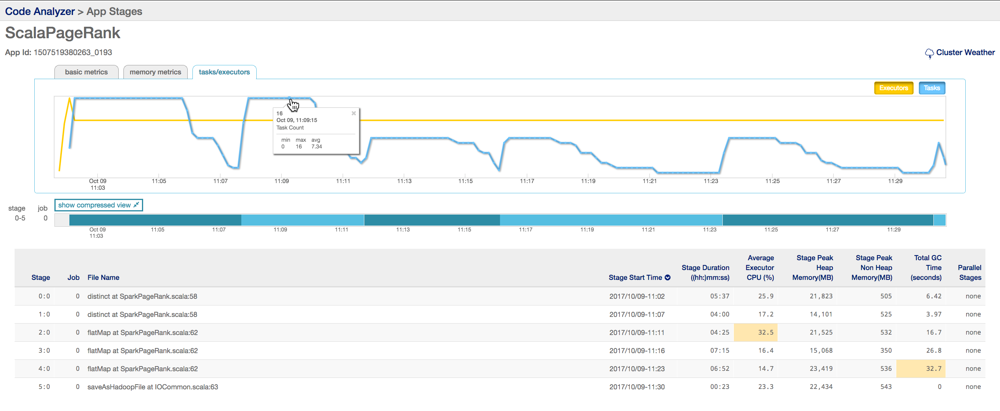 Code Analyzer > App Stages
ScalaPageRank
App Id: 1507519380263_0193
Cluster Weather
basic metrics memory metrics tasks/executors
Executors Tasks
16
Oct 09, 11:09:15
Task Count
min max avg
0 16 7.34
Oct 09 11:05 11:07 11:09 11:11 11:13 11:15 11:17 11:19 11:21 11:23 11:25 11:27 11:29
11:03
show compressed view
stage job
0-5 0
Oct 09 11:05 11:07 11:09 11:11 11:13 11:15 11:17 11:19 11:21 11:23 11:25 11:27 11:29
11:03
Average Stage Peak Stage Peak Total GC
Stage Duration Executor Heap Non Heap Time Parallel
Stage Job File Name Stage Start Time ((hh:)mm:ss) CPU (%) Memory(MB) Memory(MB) (seconds) Stages
0:0 0 distinct at SparkPageRank.scala:58 2017/10/09-11:02 05:37 25.9 21,823 505 6.42 none
1:0 0 distinct at SparkPageRank.scala:58 2017/10/09-11:07 04:00 17.2 14,101 525 3.97 none
2:0 0 flatMap at SparkPageRank.scala:62 2017/10/09-11:11 04:25 32.5 21,525 532 16.7 none
3:0 0 flatMap at SparkPageRank.scala:62 2017/10/09-11:16 07:15 16.4 15,068 350 26.8 none
4:0 0 flatMap at SparkPageRank.scala:62 2017/10/09-11:23 06:52 14.7 23,419 536 32.7 none
5:0 0 saveAsHadoopFile at IOCommon.scala:63 2017/10/09-11:30 00:23 23.3 22,434 543 0 none